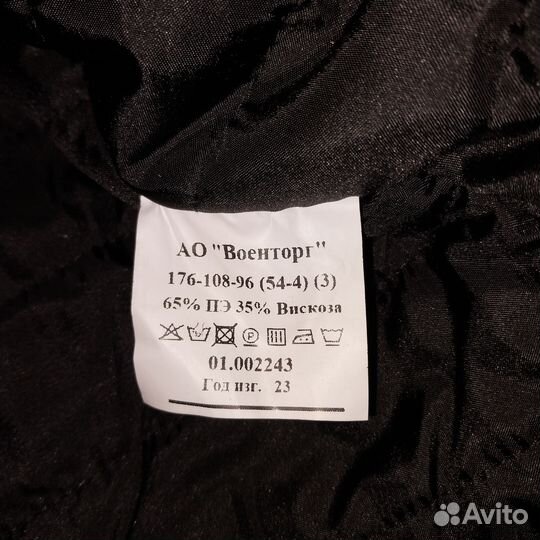 АО "Военторг"
176-108-96 (54-4) (3)
65% ПЭ 35% Вискоза
P
01.002243
Год изг. 23
Avito